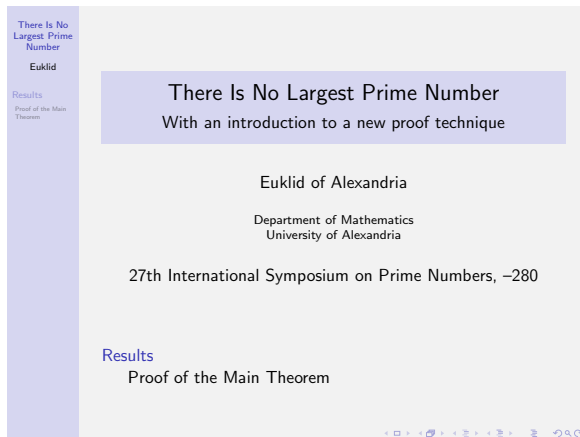 There Is No
Largest Prime
Number
Euklid
Results
Proof of the Main
Theorem
There Is No Largest Prime Number
With an introduction to a new proof technique
Euklid of Alexandria
Department of Mathematics
University of Alexandria
27th International Symposium on Prime Numbers, –280
Results
Proof of the Main Theorem